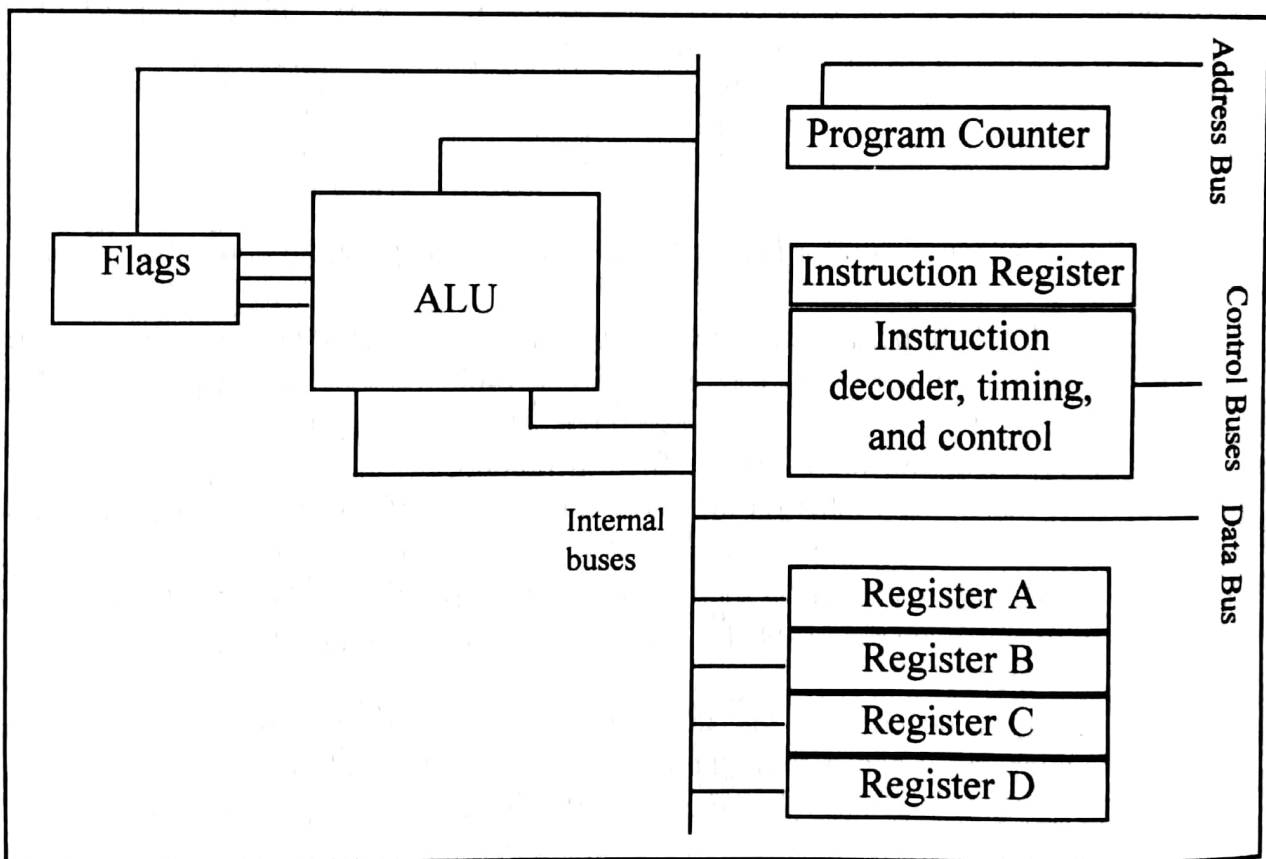 Address Bus
Program Counter
Flags
ALU
Instruction Register
Instruction
decoder, timing,
and control
Control Buses
Internal
buses
Data Bus
Register A
Register B
Register C
Register D